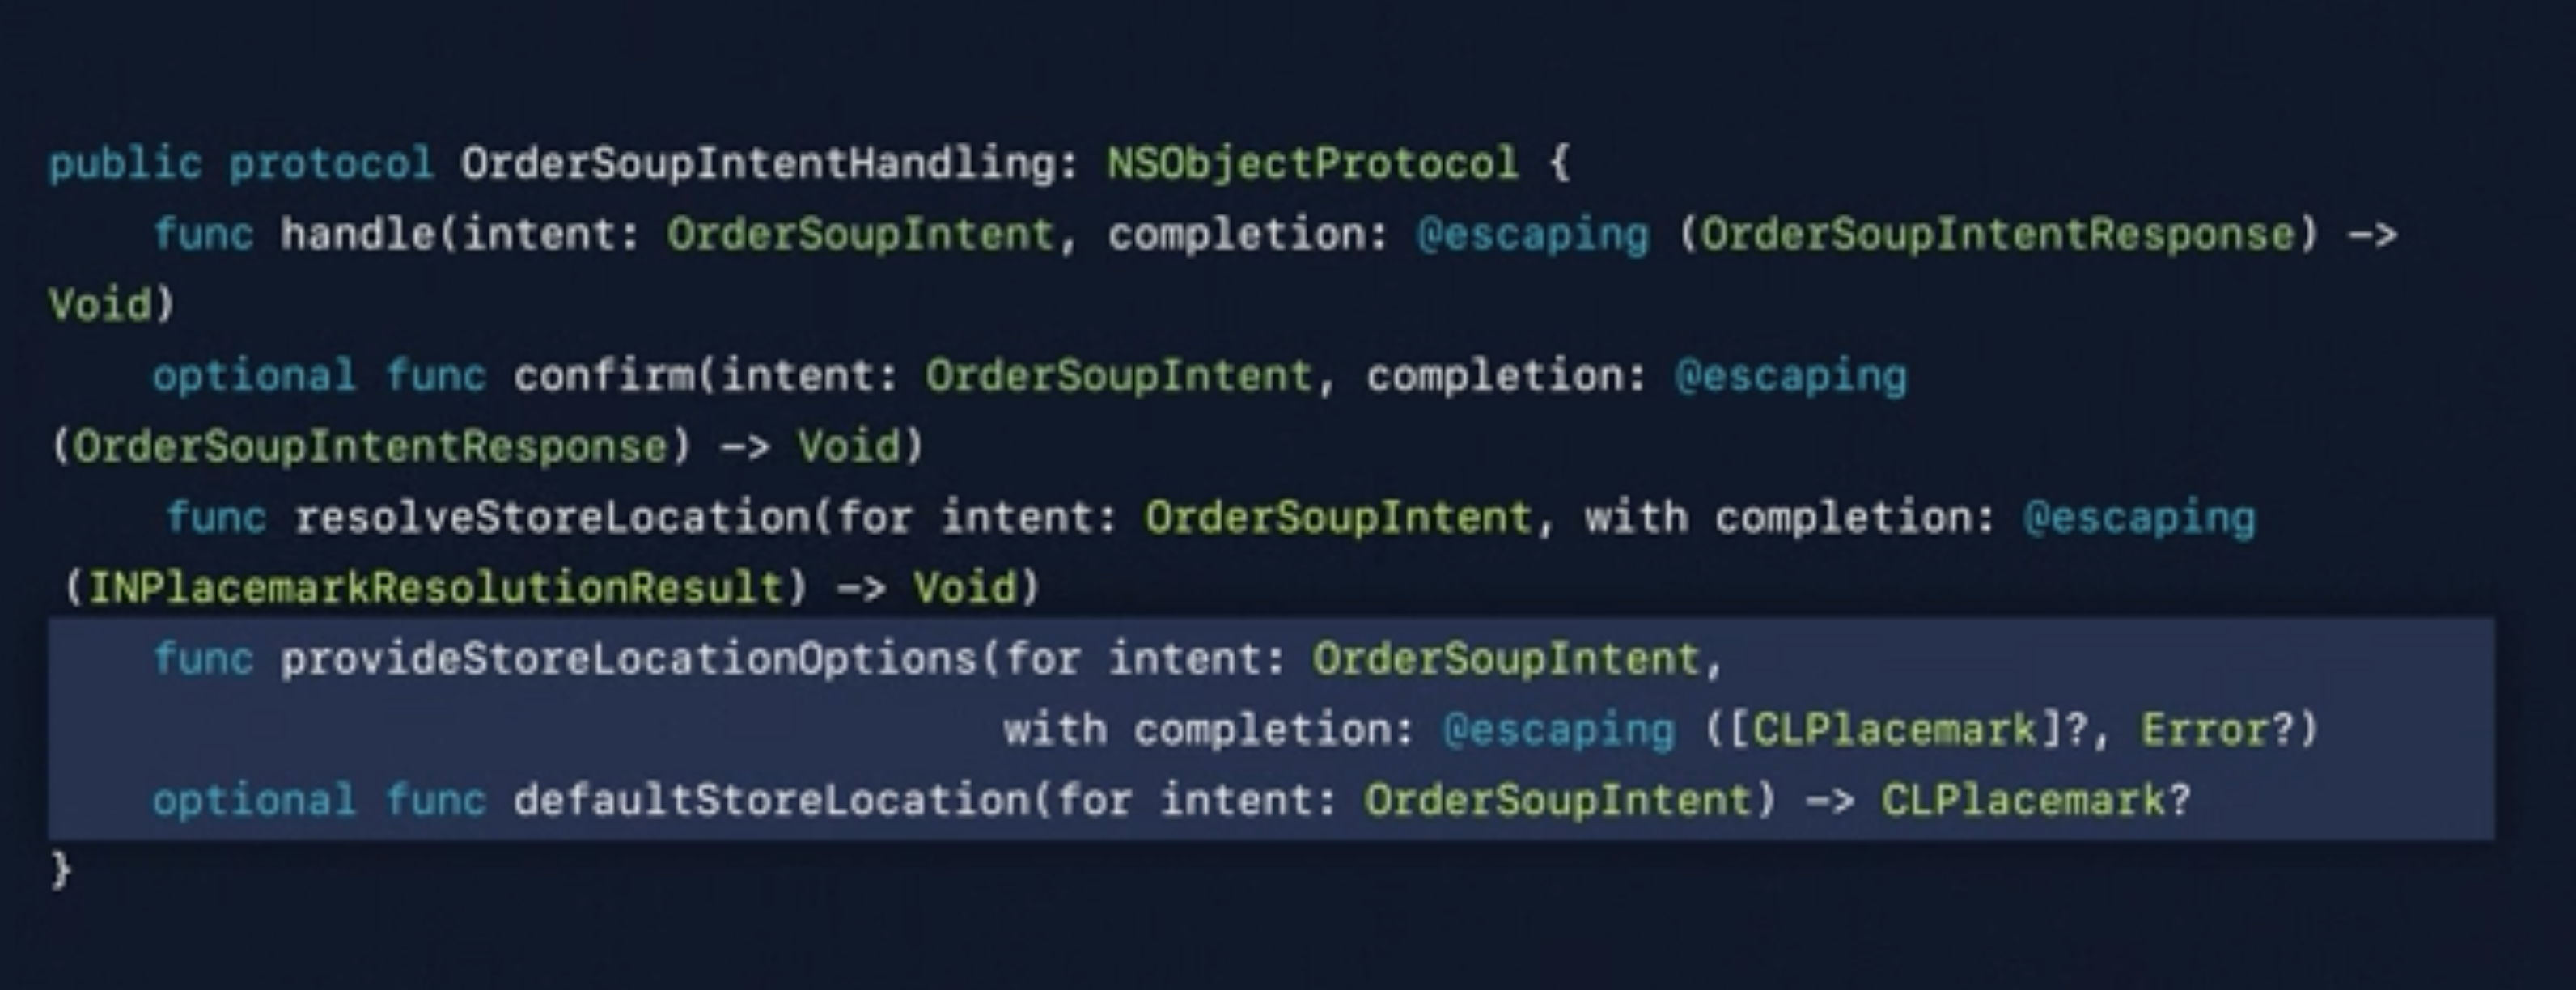 public protocol OrderSoupIntentHandling: NSObjectProtocol {
    func handle(intent: OrderSoupIntent, completion: @escaping (OrderSoupIntentResponse) ->
Void)
    optional func confirm(intent: OrderSoupIntent, completion: @escaping
(OrderSoupIntentResponse) -> Void)
    func resolveStoreLocation(for intent: OrderSoupIntent, with completion: @escaping
(INPlacemarkResolutionResult) -> Void)
    func provideStoreLocationOptions(for intent: OrderSoupIntent,
                                     with completion: @escaping ([CLPlacemark]?, Error?)
    optional func defaultStoreLocation(for intent: OrderSoupIntent) -> CLPlacemark?
}